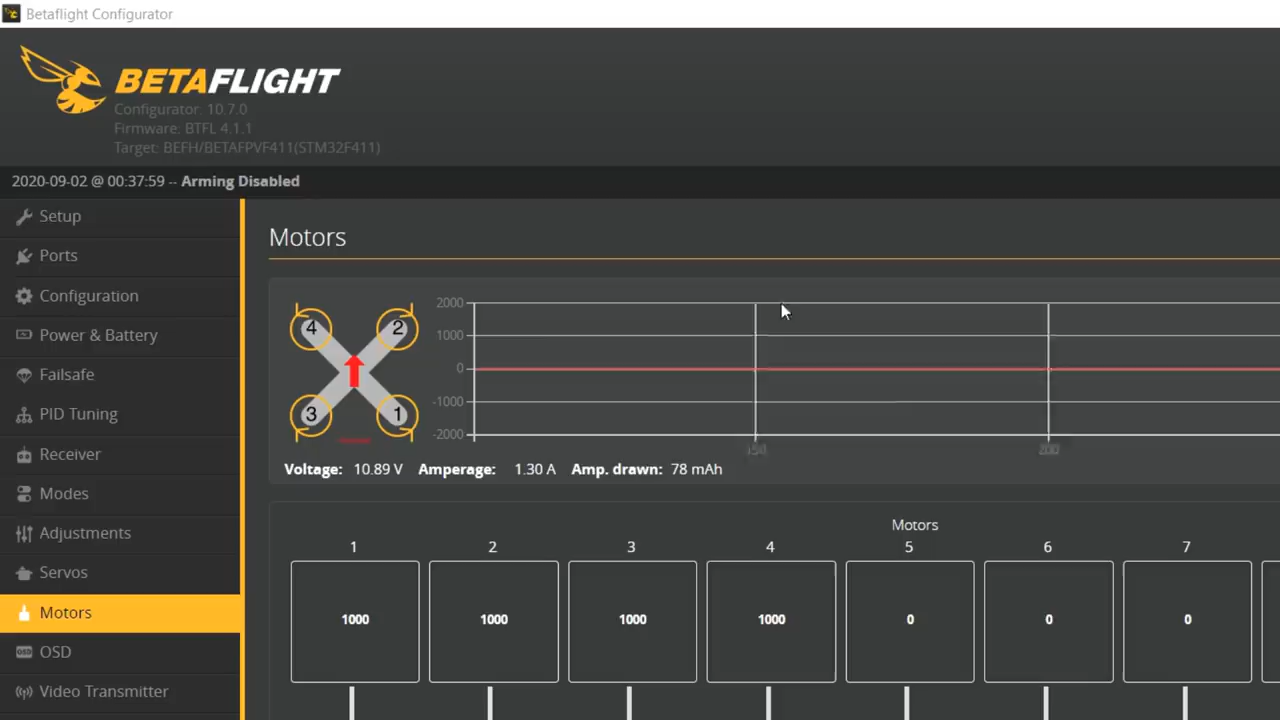 Betaflight Configurator
BETAFLIGHT
Configurator: 10.7.0
Firmware: BTFL 4.1.1
Target: BEFH/BETAFPVF411(STM32F411)
2020-09-02 @ 00:37:59 -- Arming Disabled
Setup
Ports
Configuration
Power & Battery
Failsafe
PID Tuning
Receiver
Modes
Adjustments
Servos
Motors
OSD
Video Transmitter
Motors
4 2
3 1
2000
1000
0
-1000
-2000
200
Voltage: 10.89 V Amperage: 1.30 A Amp. drawn: 78 mAh
Motors
1 2 3 4 5 6 7
1000 1000 1000 1000 0 0 0